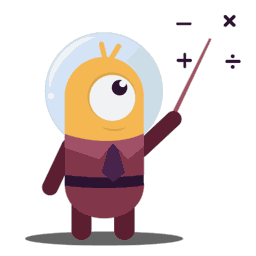 − ×
+ ÷